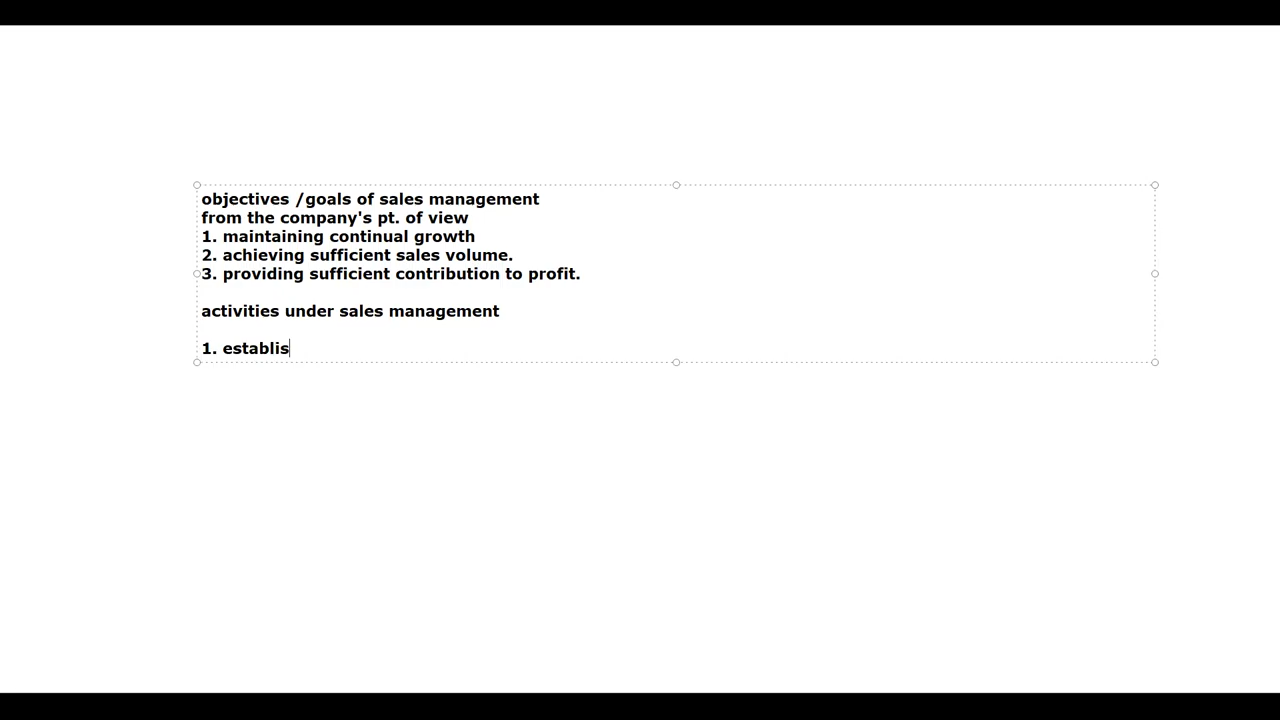 objectives /goals of sales management
from the company's pt. of view
1. maintaining continual growth
2. achieving sufficient sales volume.
3. providing sufficient contribution to profit.
activities under sales management
1. establis